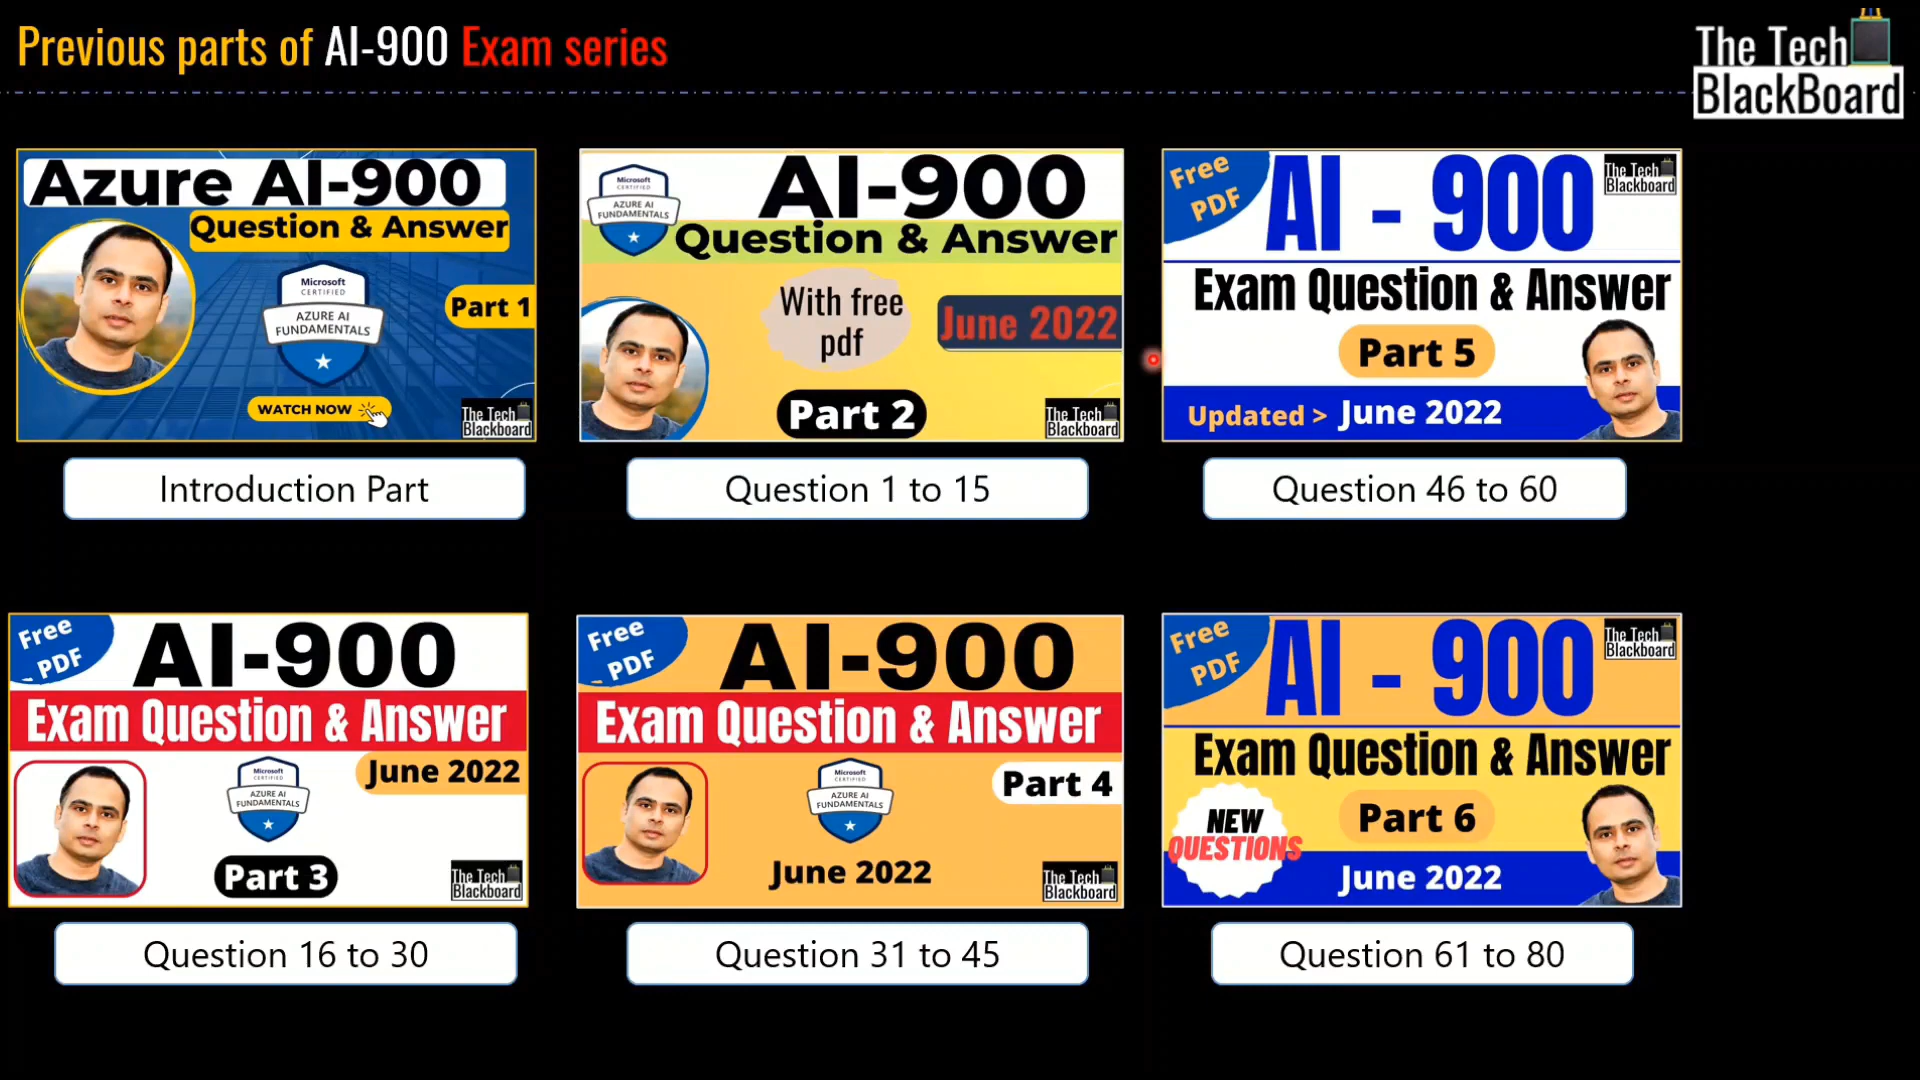 Previous parts of AI-900 Exam series
The Tech
BlackBoard
Azure AI-900
Question & Answer
Microsoft
CERTIFIED
AZURE AI
FUNDAMENTALS
Part 1
WATCH NOW
The Tech
Blackboard
Introduction Part
Microsoft
CERTIFIED
AZURE AI
FUNDAMENTALS
AI-900
Question & Answer
With free
pdf
June 2022
Part 2
The Tech
Blackboard
Question 1 to 15
Free
PDF
AI - 900
The Tech
Blackboard
Exam Question & Answer
Part 5
Updated > June 2022
Question 46 to 60
Free
PDF
AI-900
Exam Question & Answer
June 2022
Microsoft
CERTIFIED
AZURE AI
FUNDAMENTALS
Part 3
The Tech
Blackboard
Question 16 to 30
Free
PDF
AI-900
Exam Question & Answer
Microsoft
CERTIFIED
AZURE AI
FUNDAMENTALS
Part 4
June 2022
The Tech
Blackboard
Question 31 to 45
Free
PDF
AI - 900
The Tech
Blackboard
Exam Question & Answer
NEW
QUESTIONS
Part 6
June 2022
Question 61 to 80